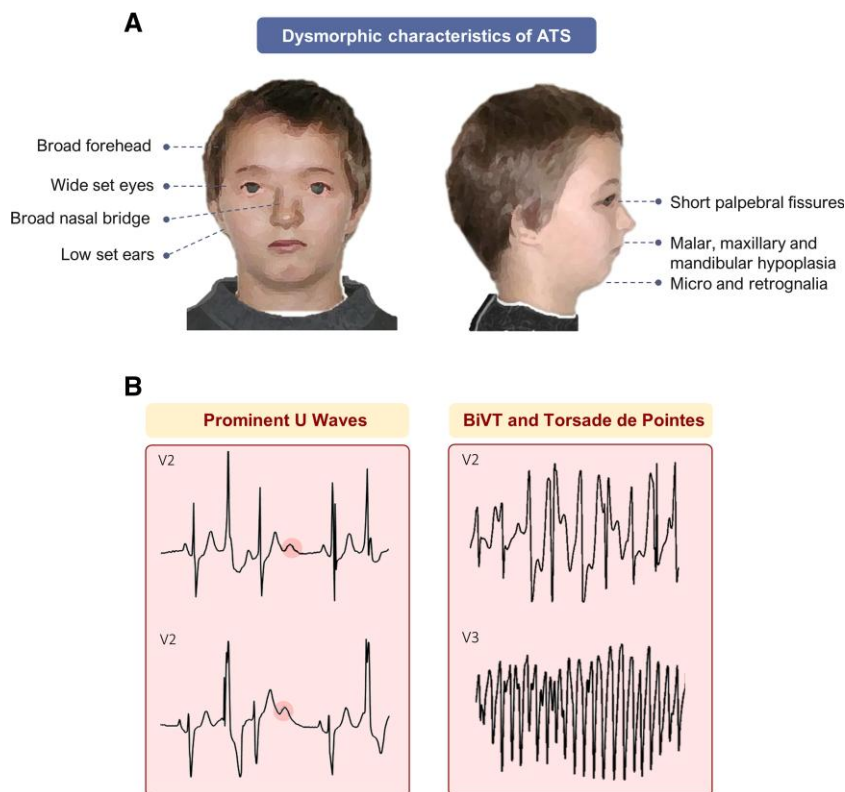 A
Dysmorphic characteristics of ATS
Broad forehead
Wide set eyes
Broad nasal bridge
Low set ears
Short palpebral fissures
Malar, maxillary and
mandibular hypoplasia
Micro and retrognalia
B
Prominent U Waves
BiVT and Torsade de Pointes
V2
V2
V2
V3